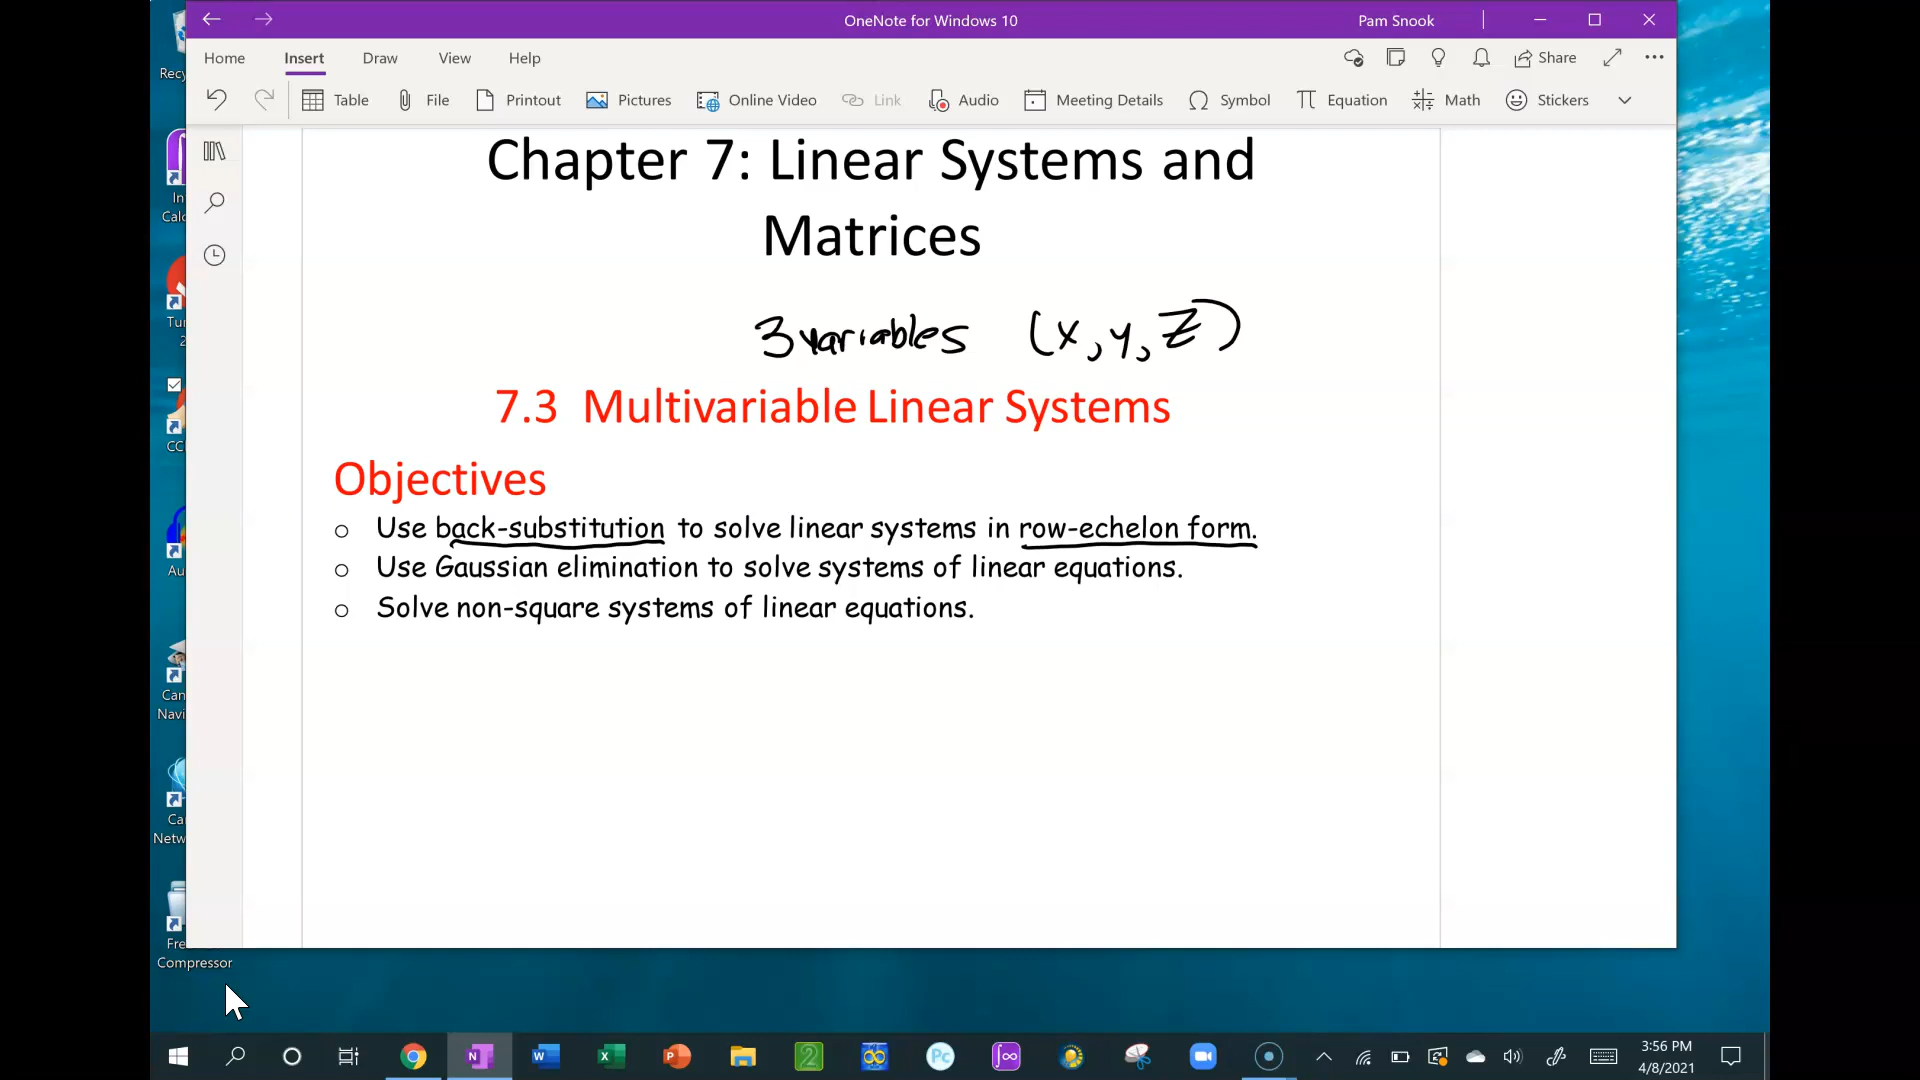 OneNote for Windows 10
Pam Snook
Home Insert Draw View Help
Share
Table File Printout Pictures Online Video Link Audio Meeting Details Symbol Equation Math Stickers
Chapter 7: Linear Systems and
Matrices
3 variables (x, y, z)
7.3 Multivariable Linear Systems
Objectives
o Use back-substitution to solve linear systems in row-echelon form.
o Use Gaussian elimination to solve systems of linear equations.
o Solve non-square systems of linear equations.
Compressor
3:56 PM
4/8/2021